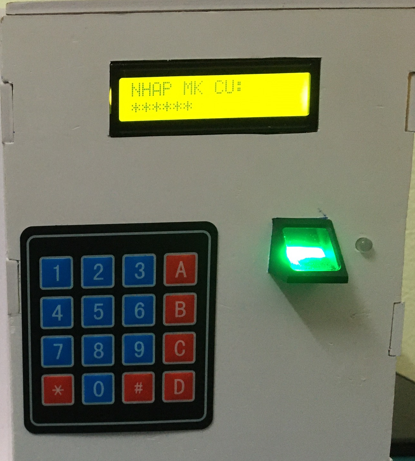 NHAP MK CU:
******
1 2 3 A
4 5 6 B
7 8 9 C
* 0 # D